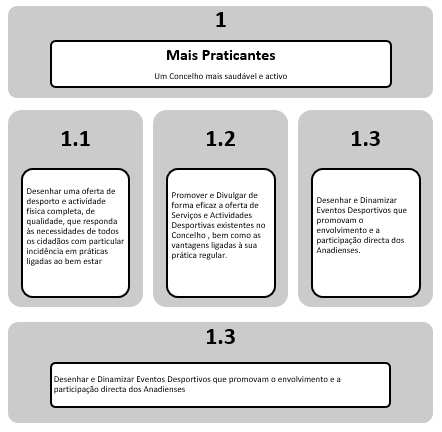 1
Mais Praticantes
Um Concelho mais saudável e activo
1.1
Desenhar uma oferta de
desporto e actividade
física completa, de
qualidade, que responda
às necessidades de todos
os cidadãos com particular
incidência em práticas
ligadas ao bem estar
1.2
Promover e Divulgar de
forma eficaz a oferta de
Serviços e Actividades
Desportivas existentes no
Concelho , bem como as
vantagens ligadas à sua
prática regular.
1.3
Desenhar e Dinamizar
Eventos Desportivos que
promovam o
envolvimento e a
participação directa dos
Anadienses.
1.3
Desenhar e Dinamizar Eventos Desportivos que promovam o envolvimento e a
participação directa dos Anadienses